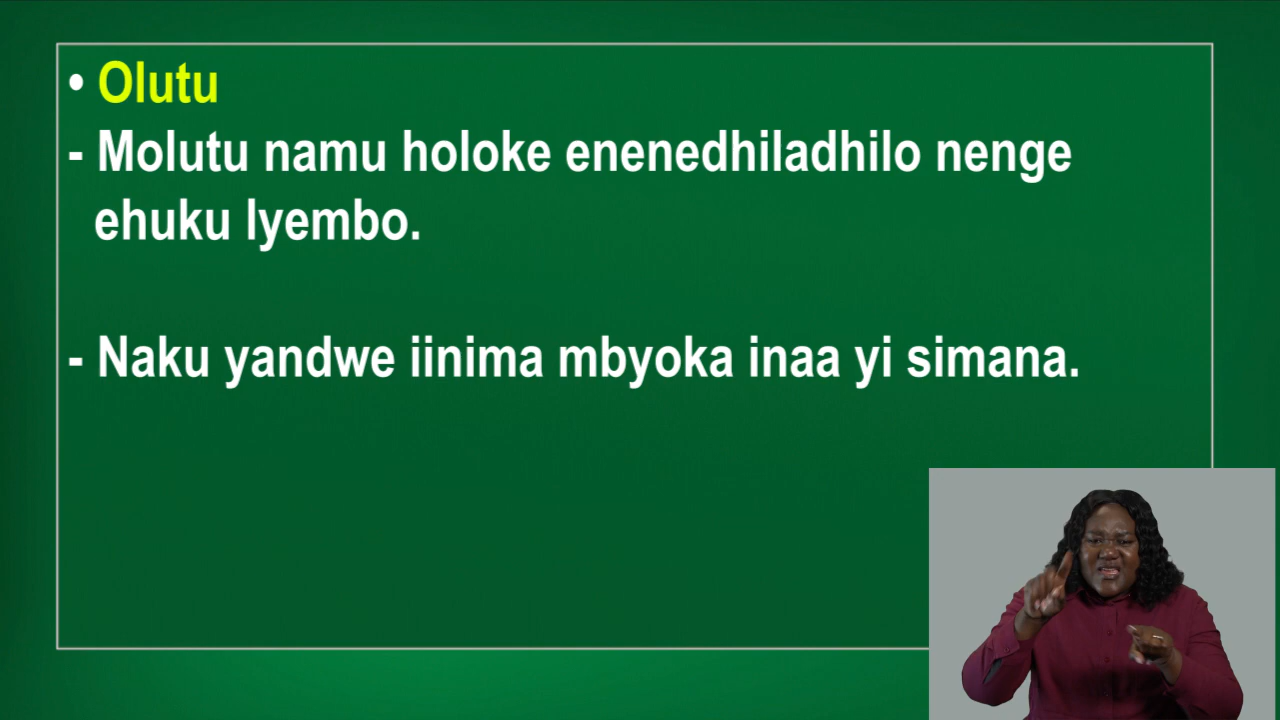 • Olutu
- Molutu namu holoke enenedhiladhilo nenge
ehuku lyembo.
- Naku yandwe iinima mbyoka inaa yi simana.